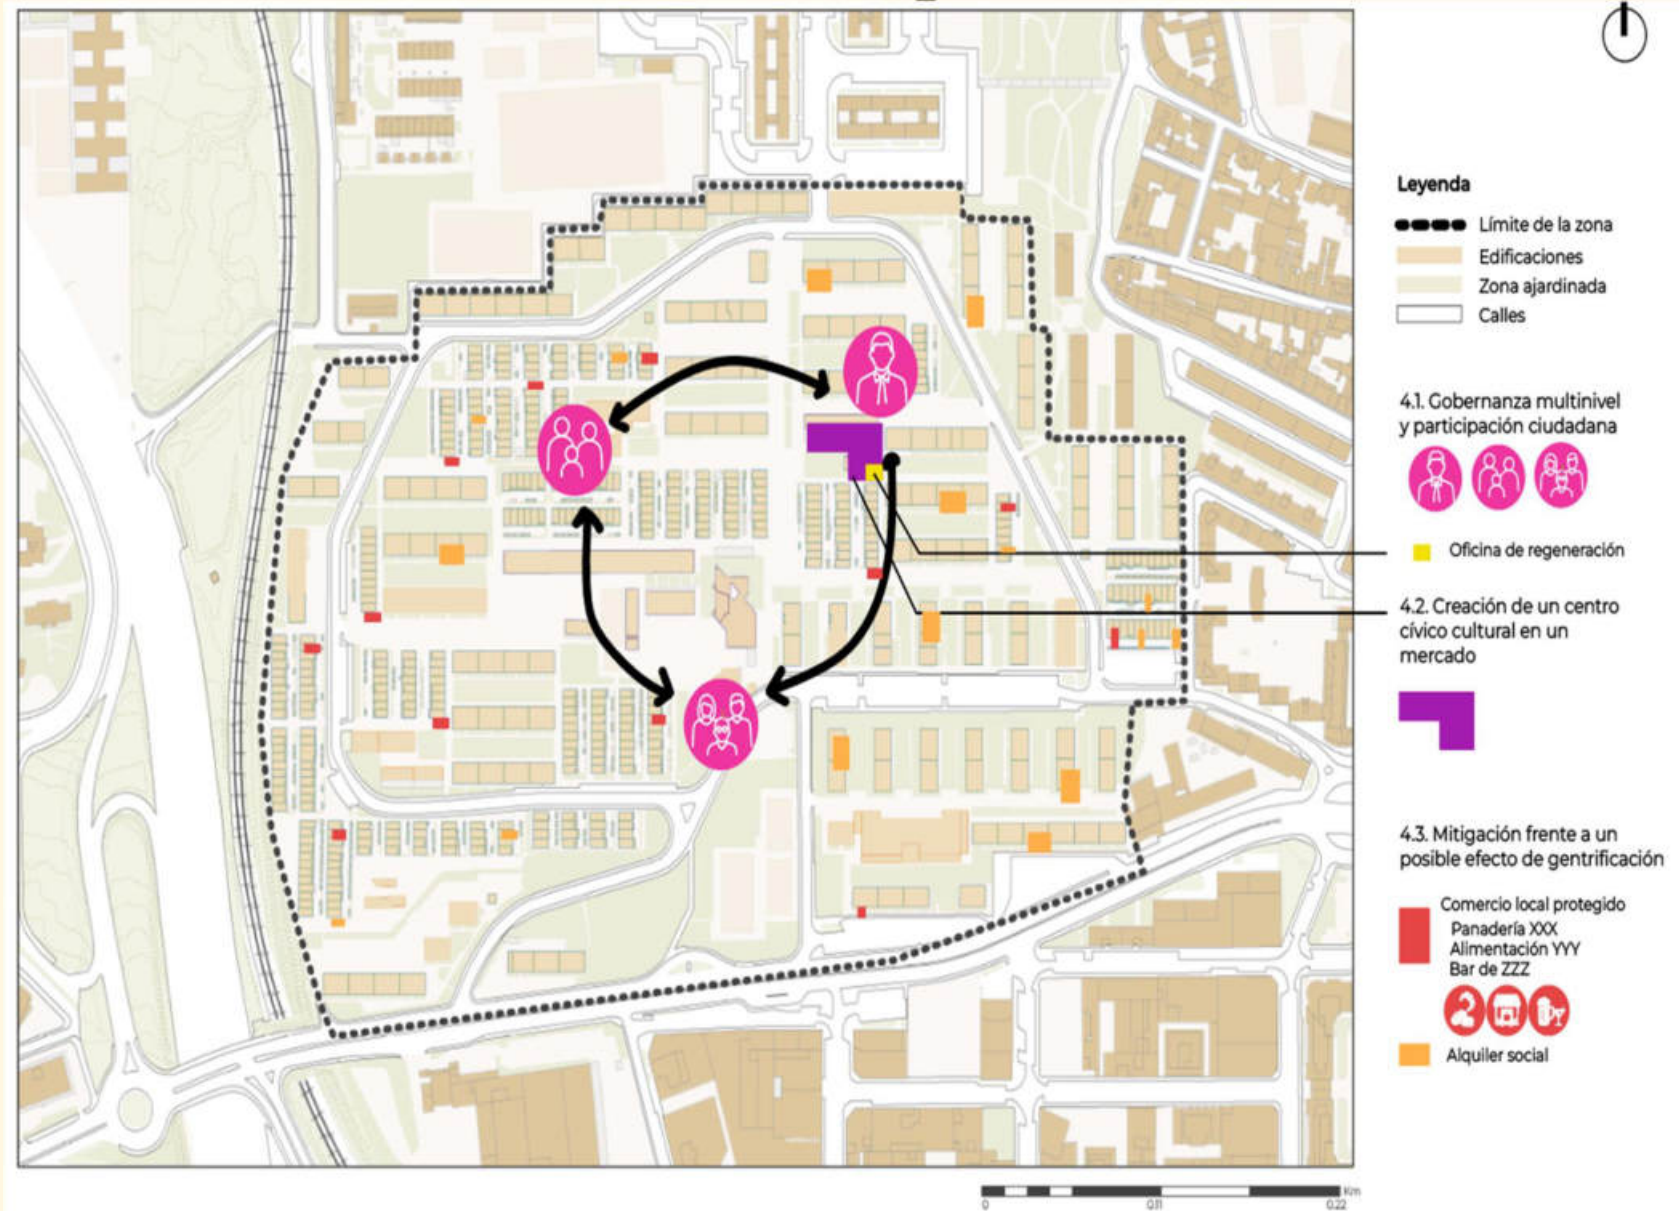 Leyenda
Límite de la zona
Edificaciones
Zona ajardinada
Calles
4.1. Gobernanza multinivel
y participación ciudadana
Oficina de regeneración
4.2. Creación de un centro
cívico cultural en un
mercado
4.3. Mitigación frente a un
posible efecto de gentrificación
Comercio local protegido
Panadería XXX
Alimentación YYY
Bar de ZZZ
Alquiler social
Km
0 0.11 0.22